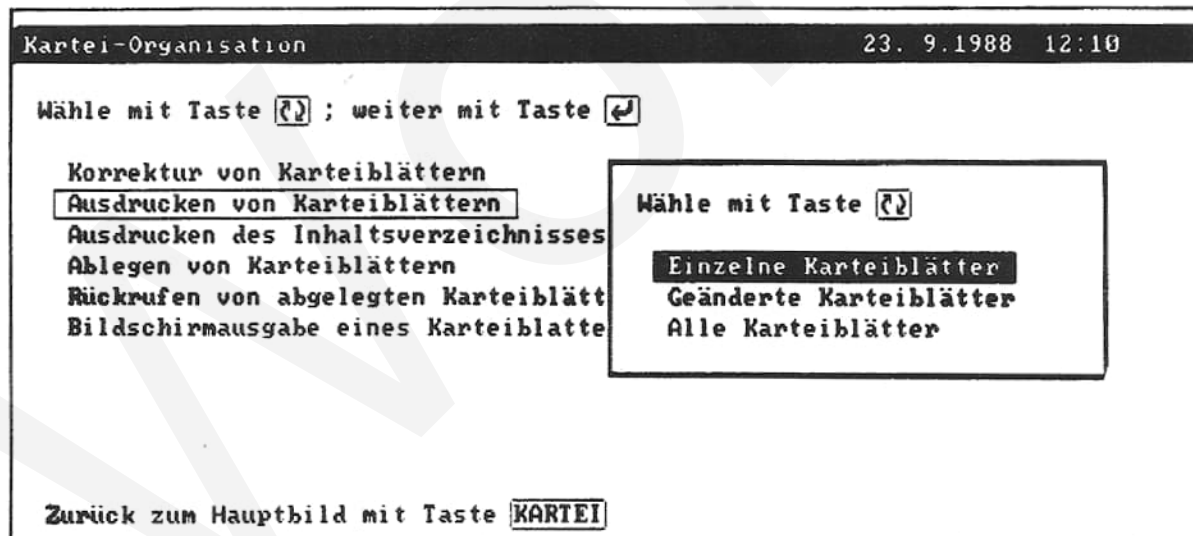 Kartei-Organisation 23. 9.1988 12:10
Wähle mit Taste ; weiter mit Taste
Korrektur von Karteiblättern
Ausdrucken von Karteiblättern
Ausdrucken des Inhaltsverzeichnisses
Ablegen von Karteiblättern
Rückrufen von abgelegten Karteiblätt
Bildschirmausgabe eines Karteiblatte
Wähle mit Taste
Einzelne Karteiblätter
Geänderte Karteiblätter
Alle Karteiblätter
Zurück zum Hauptbild mit Taste KARTEI